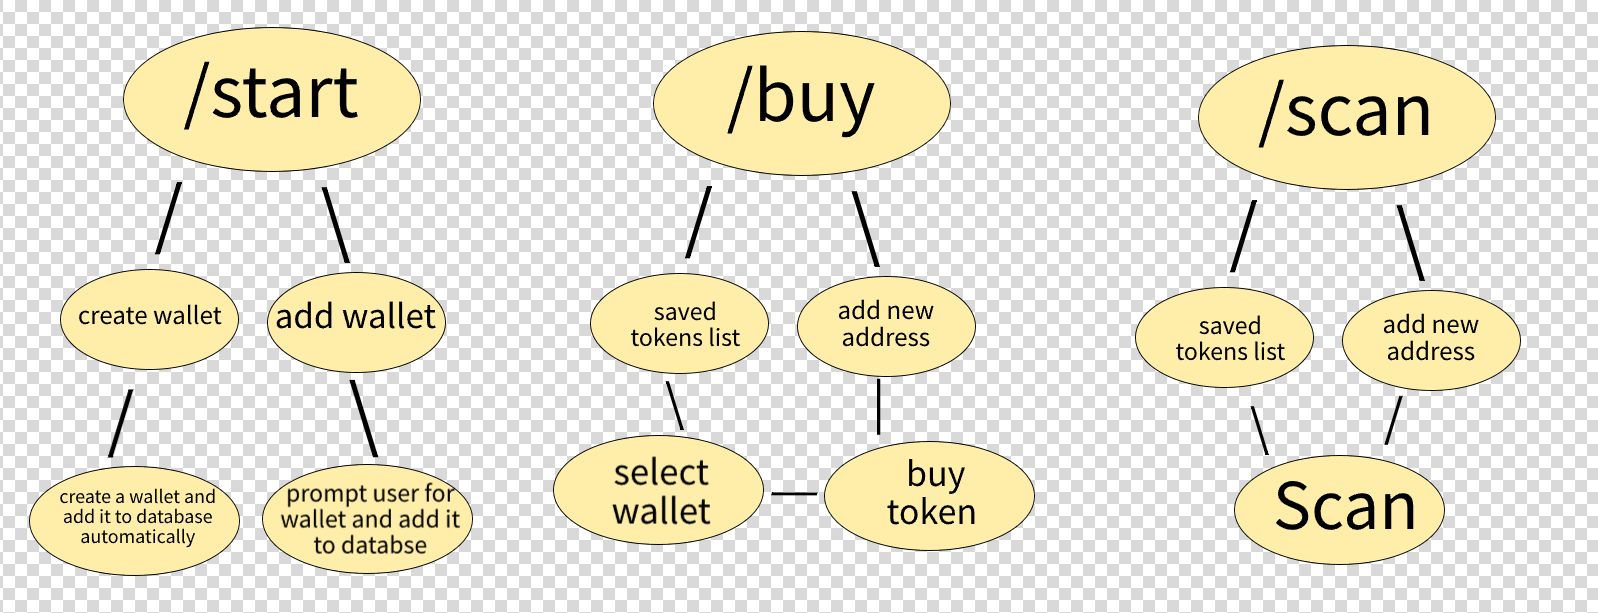 /start
/buy
/scan
create wallet
add wallet
saved
tokens list
add new
address
saved
tokens list
add new
address
create a wallet and
add it to database
automatically
prompt user for
wallet and add it
to databse
select
wallet
buy
token
Scan